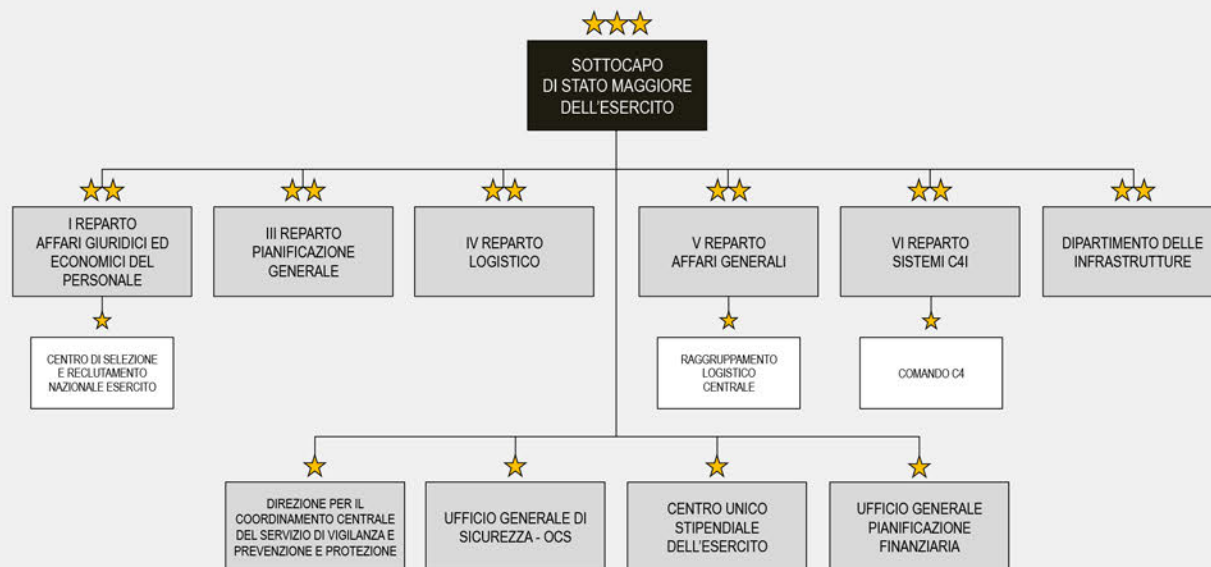 SOTTOCAPO
DI STATO MAGGIORE
DELL'ESERCITO
I REPARTO
AFFARI GIURIDICI ED
ECONOMICI DEL
PERSONALE
III REPARTO
PIANIFICAZIONE
GENERALE
IV REPARTO
LOGISTICO
V REPARTO
AFFARI GENERALI
VI REPARTO
SISTEMI C4I
DIPARTIMENTO DELLE
INFRASTRUTTURE
CENTRO DI SELEZIONE
E RECLUTAMENTO
NAZIONALE ESERCITO
RAGGRUPPAMENTO
LOGISTICO
CENTRALE
COMANDO C4
DIREZIONE PER IL
COORDINAMENTO CENTRALE
DEL SERVIZIO DI VIGILANZA E
PREVENZIONE E PROTEZIONE
UFFICIO GENERALE DI
SICUREZZA - OCS
CENTRO UNICO
STIPENDIALE
DELL'ESERCITO
UFFICIO GENERALE
PIANIFICAZIONE
FINANZIARIA